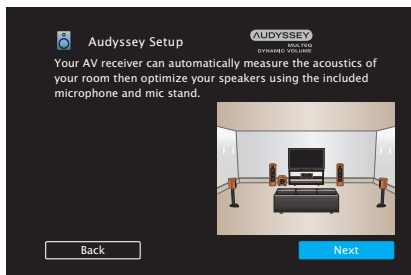 Audyssey Setup
AUDYSSEY
MULTEQ
DYNAMIC VOLUME
Your AV receiver can automatically measure the acoustics of
your room then optimize your speakers using the included
microphone and mic stand.
Back
Next